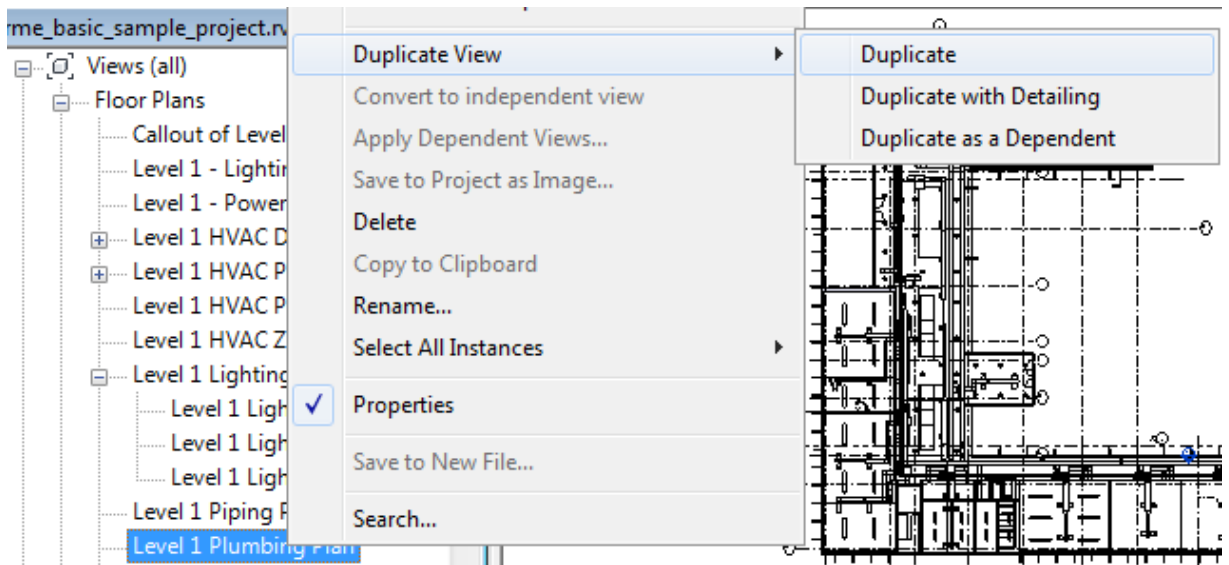 rme_basic_sample_project.rv
Views (all)
Floor Plans
Callout of Level
Level 1 - Lightin
Level 1 - Power
Level 1 HVAC D
Level 1 HVAC P
Level 1 HVAC P
Level 1 HVAC Z
Level 1 Lighting
Level 1 Ligh
Level 1 Ligh
Level 1 Ligh
Level 1 Piping P
Level 1 Plumbing Plan
Duplicate View
Convert to independent view
Apply Dependent Views...
Save to Project as Image...
Delete
Copy to Clipboard
Rename...
Select All Instances
Properties
Save to New File...
Search...
Duplicate
Duplicate with Detailing
Duplicate as a Dependent